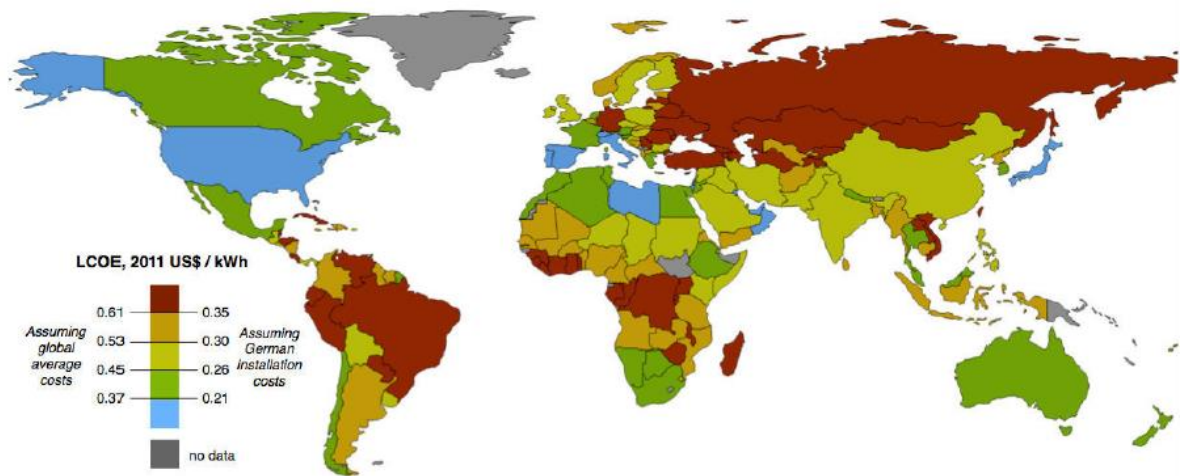 LCOE, 2011 US$ / kWh
0.61 0.35
Assuming global average costs
Assuming German installation costs
0.53 0.30
0.45 0.26
0.37 0.21
no data